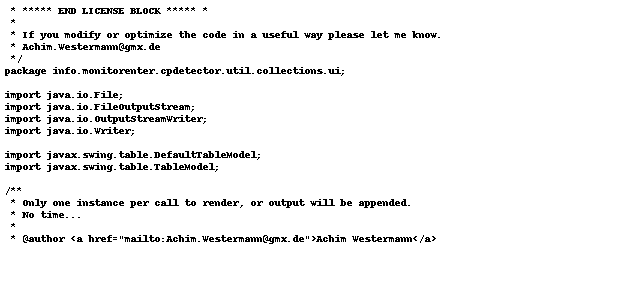 * ***** END LICENSE BLOCK ***** *
*
* If you modify or optimize the code in a useful way please let me know.
* Achim.Westermann@gmx.de
*/
package info.monitorenter.cpdetector.util.collections.ui;
import java.io.File;
import java.io.FileOutputStream;
import java.io.OutputStreamWriter;
import java.io.Writer;
import javax.swing.table.DefaultTableModel;
import javax.swing.table.TableModel;
/**
* Only one instance per call to render, or output will be appended.
* No time...
*
* @author <a href="mailto:Achim.Westermann@gmx.de">Achim Westermann</a>